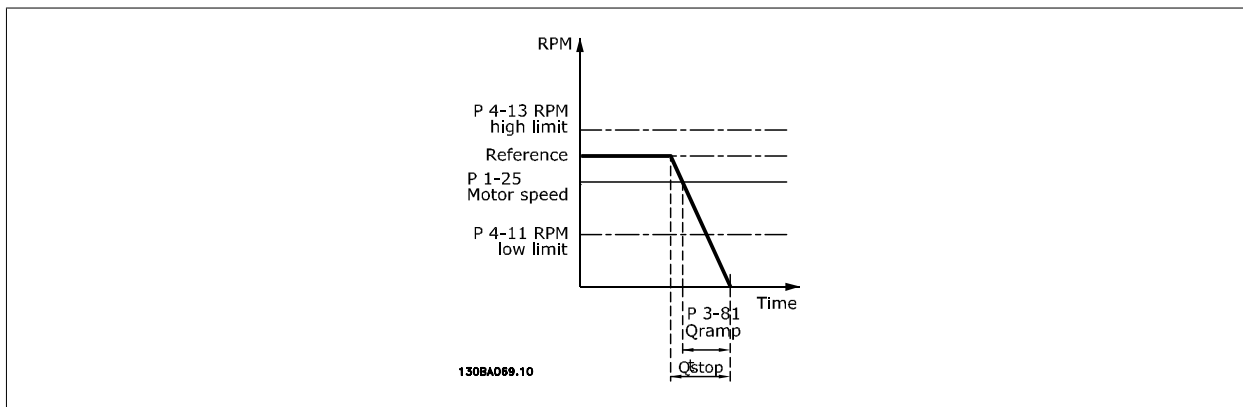 RPM
P 4-13 RPM
high limit
Reference
P 1-25
Motor speed
P 4-11 RPM
low limit
Time
P 3-81
Qramp
Qstop
130BA069.10